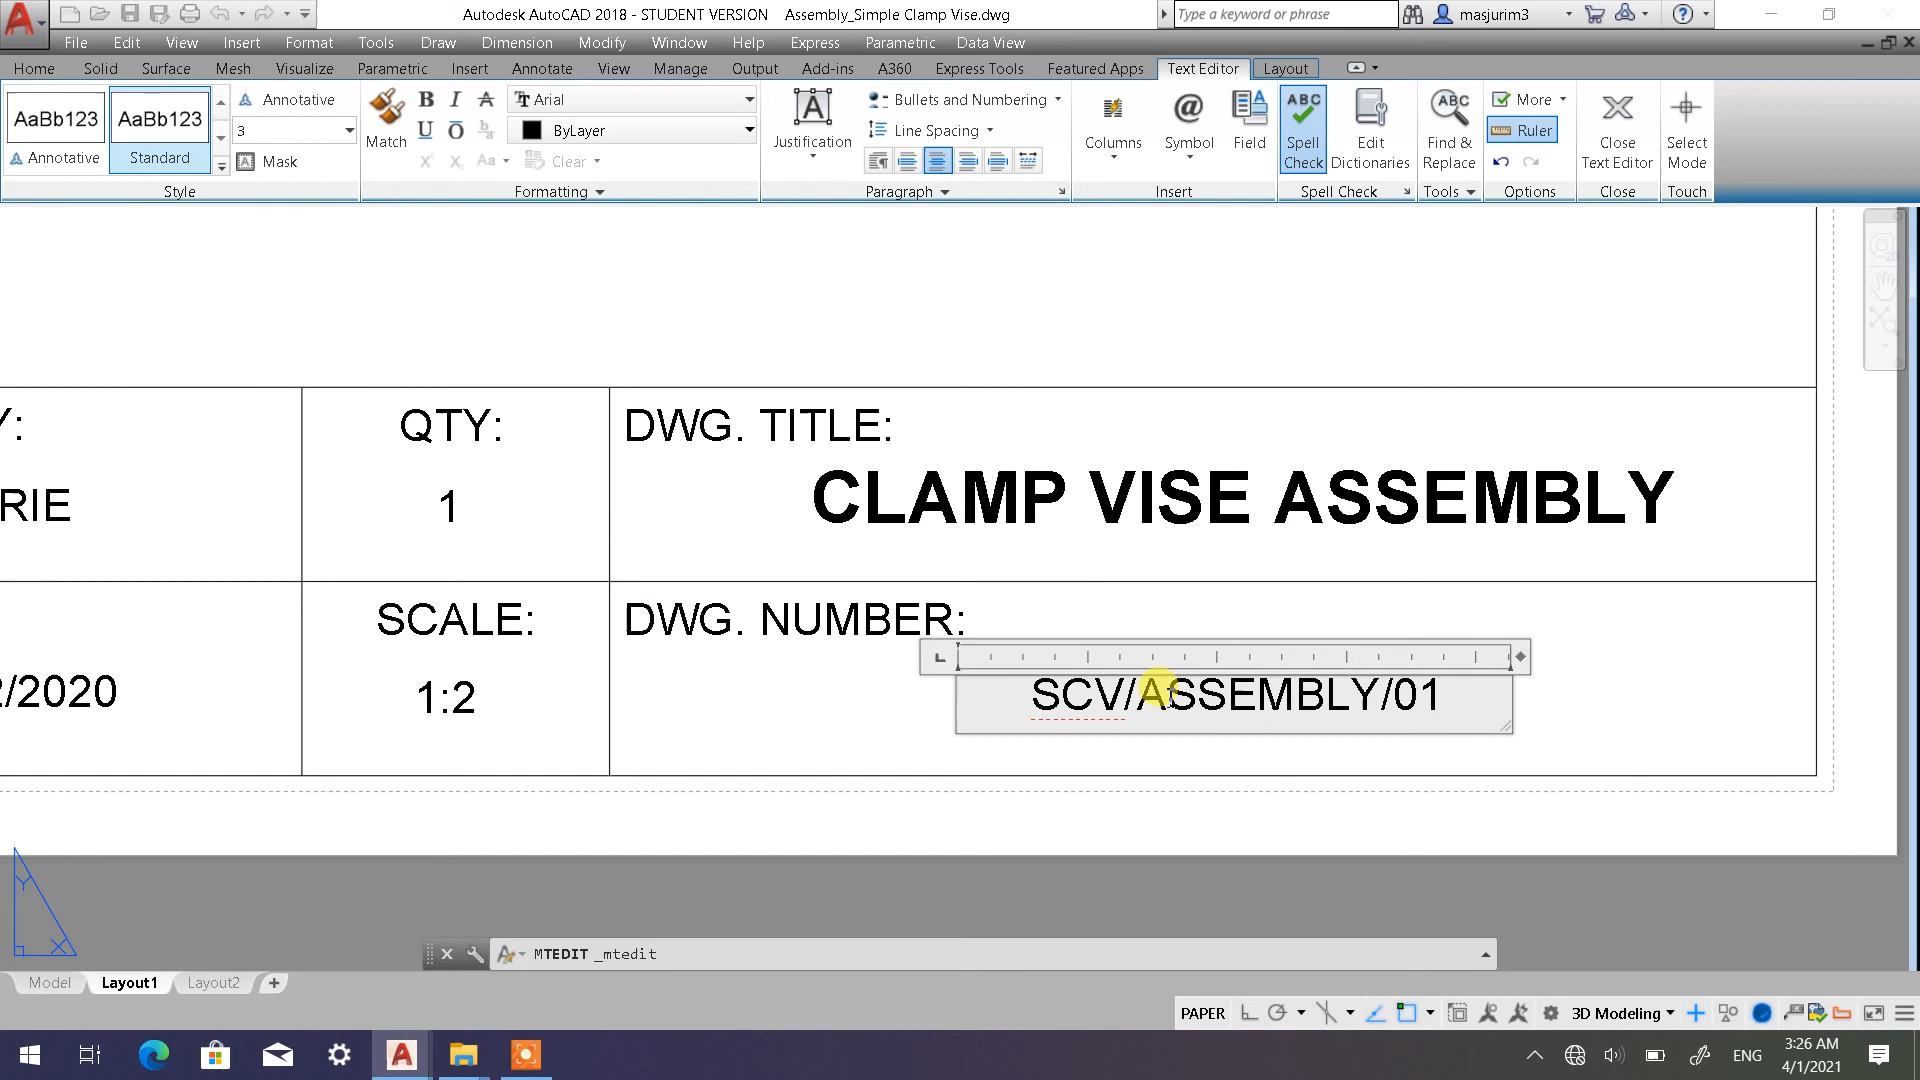 Autodesk AutoCAD 2018 - STUDENT VERSION Assembly_Simple Clamp Vise.dwg
Type a keyword or phrase
masjurim3
File Edit View Insert Format Tools Draw Dimension Modify Window Help Express Parametric Data View
Home Solid Surface Mesh Visualize Parametric Insert Annotate View Manage Output Add-ins A360 Express Tools Featured Apps Text Editor Layout
AaBb123 AaBb123 Annotative Match B I A Arial Justification Bullets and Numbering Columns Symbol Field Spell Check Edit Dictionaries Find & Replace More Close Text Editor Select Mode
3 U O ByLayer Line Spacing Ruler
Annotative Standard Mask Aa Clear
Style Formatting Paragraph Insert Spell Check Tools Options Close Touch
Y: QTY: DWG. TITLE:
RIE 1 CLAMP VISE ASSEMBLY
SCALE: DWG. NUMBER:
2/2020 1:2 SCV/ASSEMBLY/01
Y
X
MTEDIT _mtedit
Model Layout1 Layout2 +
PAPER 3D Modeling
ENG 3:26 AM
4/1/2021